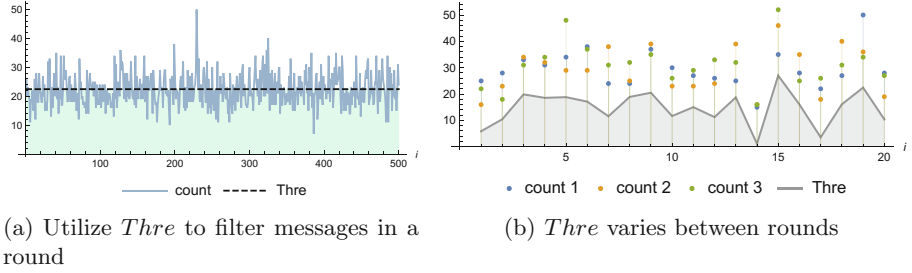 50
40
30
20
10
100 200 300 400 500 i
count Thre
(a) Utilize Thre to filter messages in a
round
50
40
30
20
10
5 10 15 20 i
count 1 count 2 count 3 Thre
(b) Thre varies between rounds